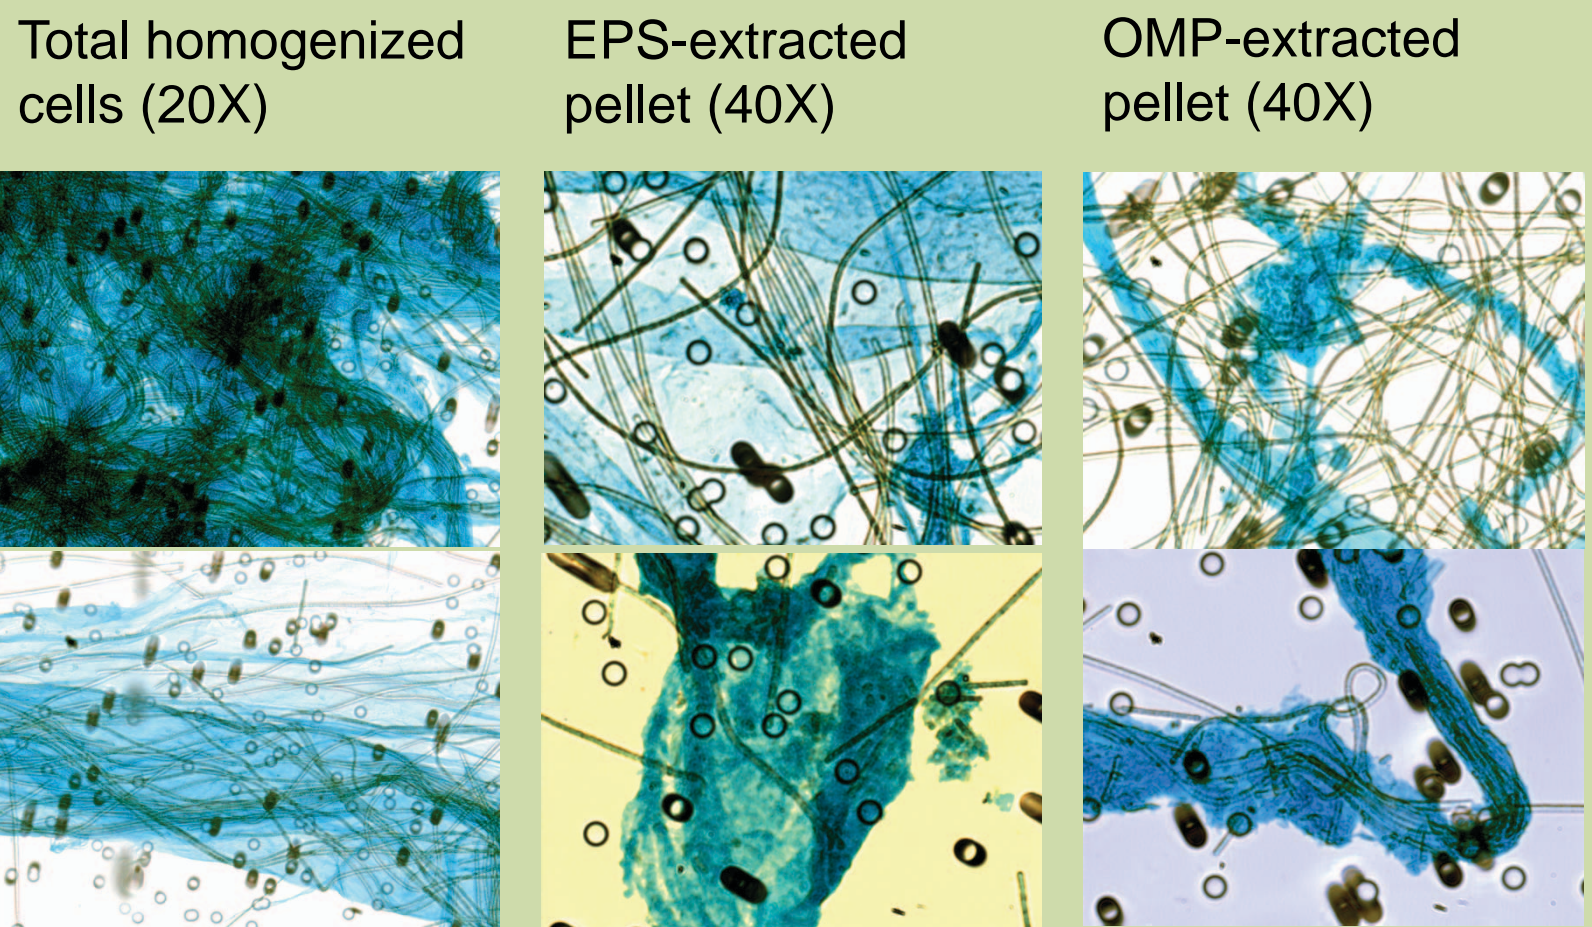 Total homogenized
cells (20X)
EPS-extracted
pellet (40X)
OMP-extracted
pellet (40X)